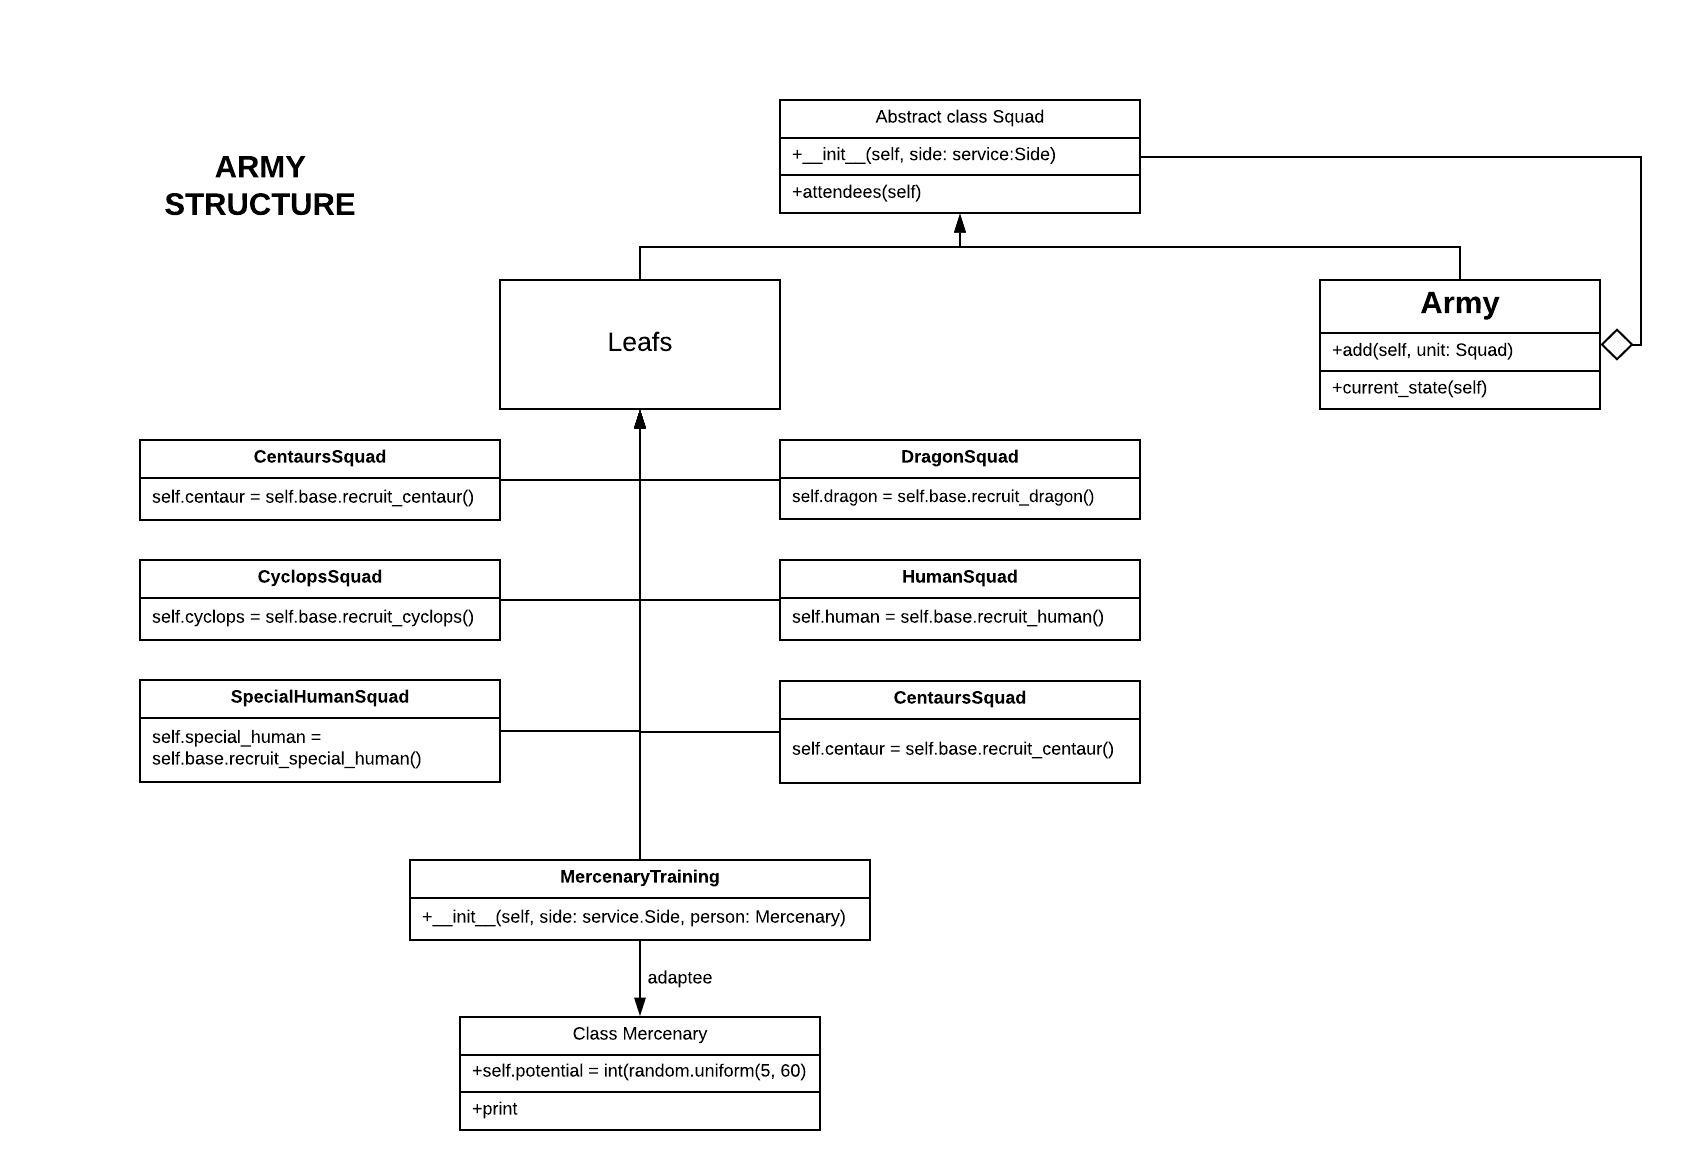 ARMY
STRUCTURE
Abstract class Squad
+__init__(self, side: service:Side)
+attendees(self)
Leafs
Army
+add(self, unit: Squad)
+current_state(self)
CentaursSquad
self.centaur = self.base.recruit_centaur()
DragonSquad
self.dragon = self.base.recruit_dragon()
CyclopsSquad
self.cyclops = self.base.recruit_cyclops()
HumanSquad
self.human = self.base.recruit_human()
SpecialHumanSquad
self.special_human =
self.base.recruit_special_human()
CentaursSquad
self.centaur = self.base.recruit_centaur()
MercenaryTraining
+__init__(self, side: service.Side, person: Mercenary)
adaptee
Class Mercenary
+self.potential = int(random.uniform(5, 60)
+print